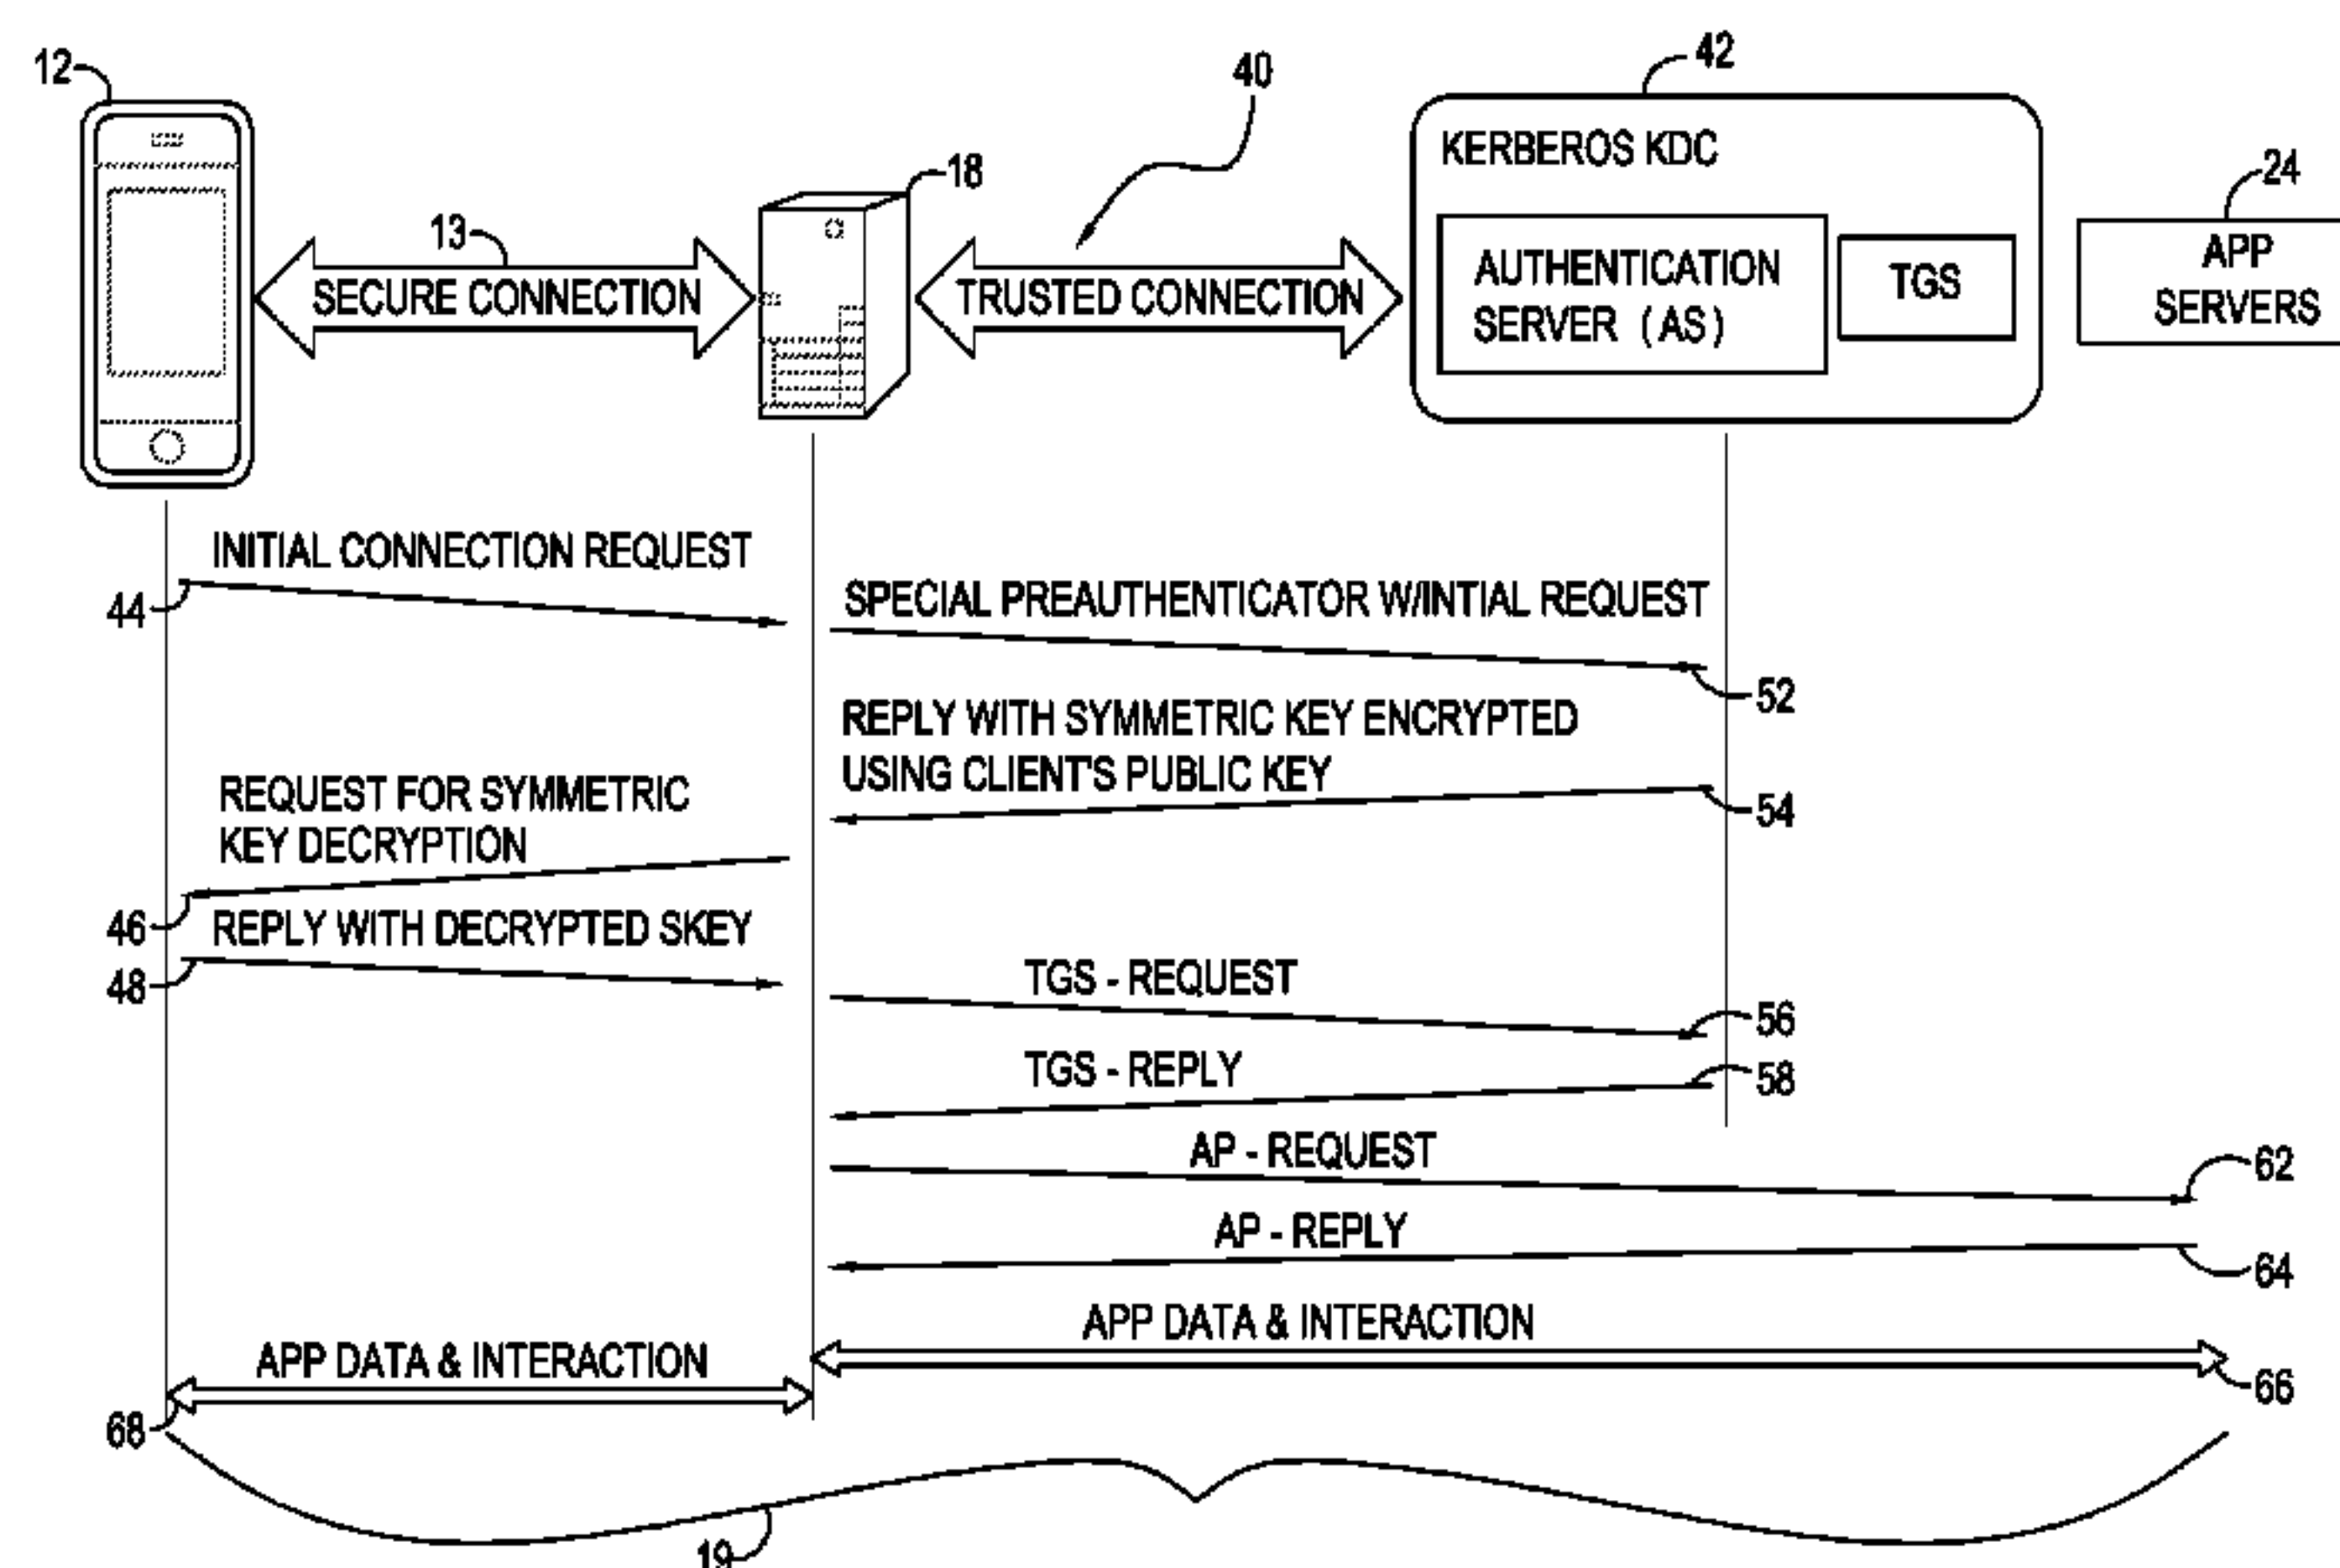 12
40
42
KERBEROS KDC
18
24
13
SECURE CONNECTION
TRUSTED CONNECTION
AUTHENTICATION
SERVER (AS)
TGS
APP
SERVERS
INITIAL CONNECTION REQUEST
44
SPECIAL PREAUTHENTICATOR W/INTIAL REQUEST
52
REPLY WITH SYMMETRIC KEY ENCRYPTED
USING CLIENT'S PUBLIC KEY
54
REQUEST FOR SYMMETRIC
KEY DECRYPTION
46
REPLY WITH DECRYPTED SKEY
48
TGS - REQUEST
56
TGS - REPLY
58
AP - REQUEST
62
AP - REPLY
64
APP DATA & INTERACTION
66
APP DATA & INTERACTION
68
19